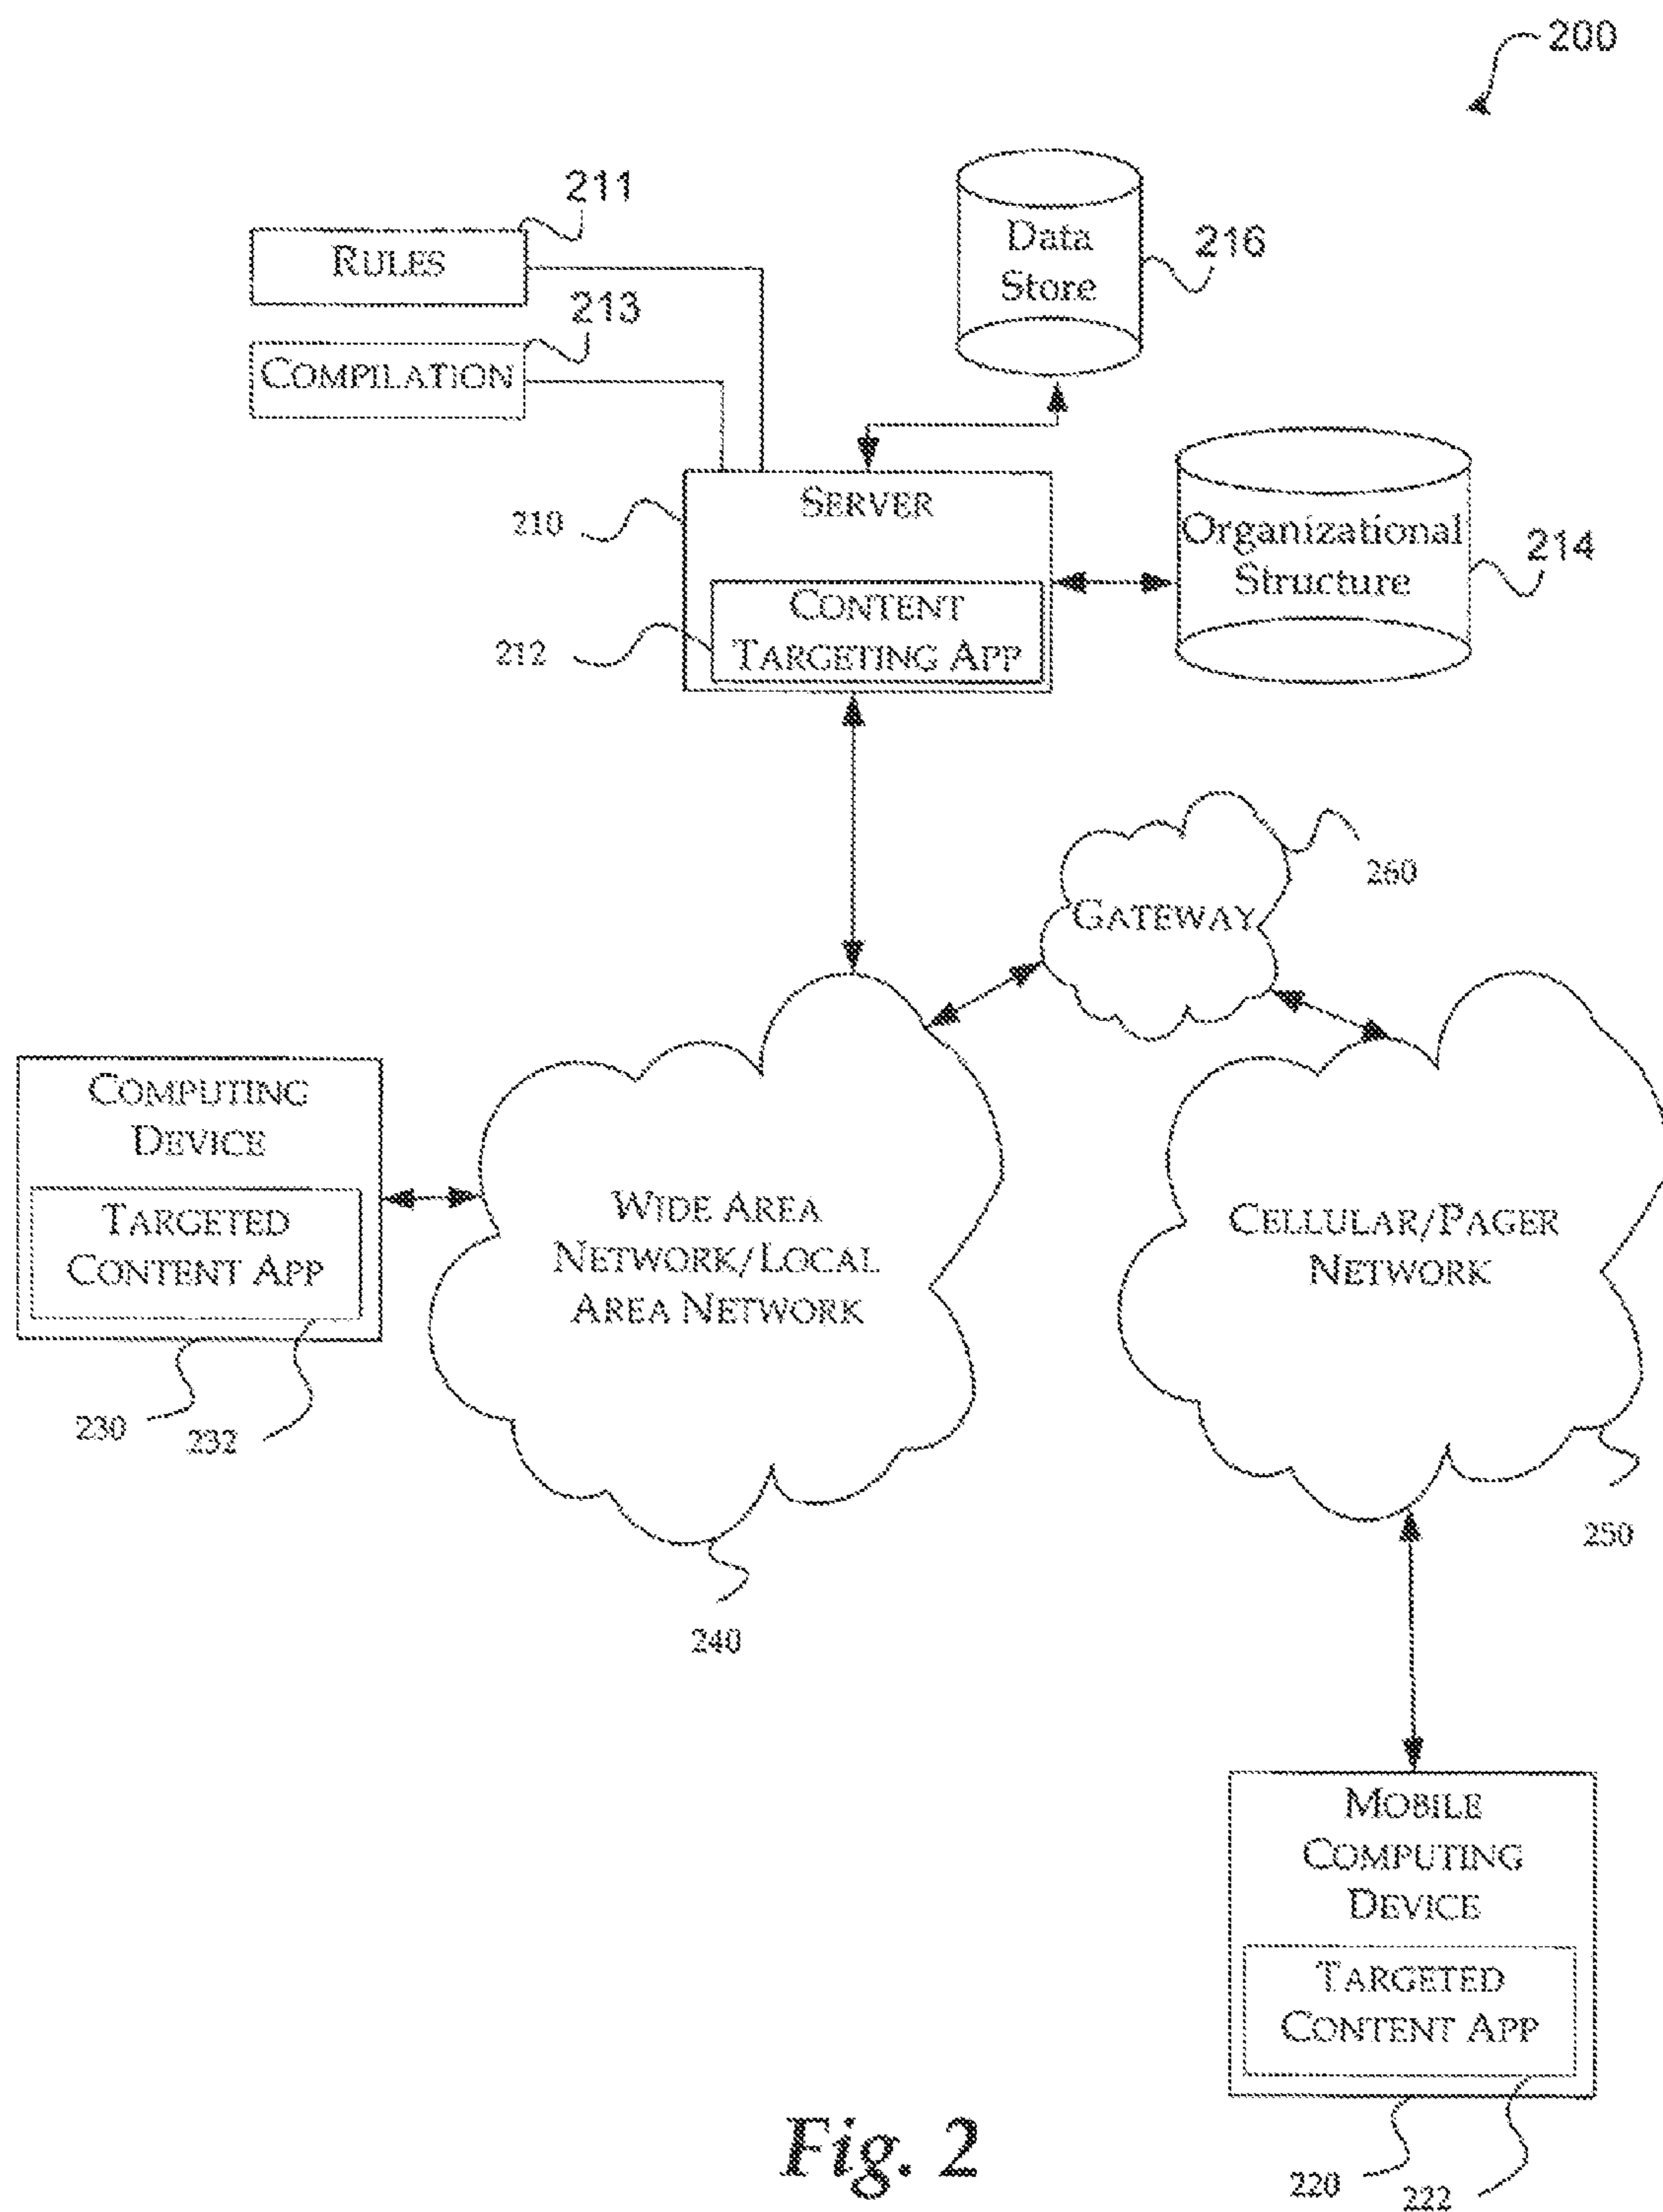 200
211
RULES
213
COMPILATION
Data
Store
216
SERVER
210
CONTENT
TARGETING APP
212
Organizational
Structure
214
GATEWAY
260
COMPUTING
DEVICE
TARGETED
CONTENT APP
230
232
WIDE AREA
NETWORK/LOCAL
AREA NETWORK
240
CELLULAR/PAGER
NETWORK
250
MOBILE
COMPUTING
DEVICE
TARGETED
CONTENT APP
220
222
Fig. 2